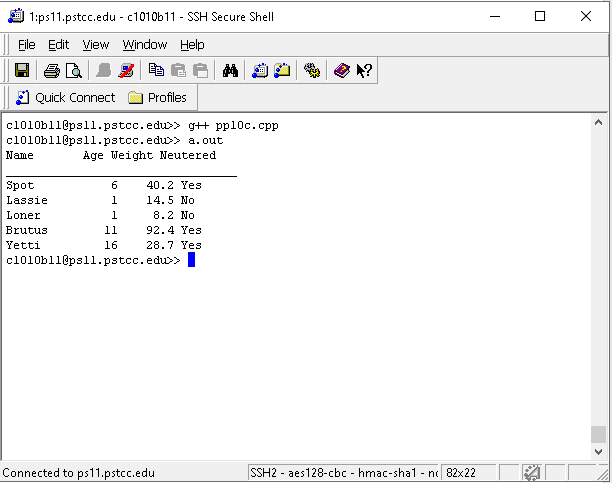 1:ps11.pstcc.edu - c1010b11 - SSH Secure Shell
File Edit View Window Help
Quick Connect Profiles
c1010b11@ps11.pstcc.edu>> g++ pp10c.cpp
c1010b11@ps11.pstcc.edu>> a.out
Name Age Weight Neutered
Spot 6 40.2 Yes
Lassie 1 14.5 No
Loner 1 8.2 No
Brutus 11 92.4 Yes
Yetti 16 28.7 Yes
c1010b11@ps11.pstcc.edu>>
Connected to ps11.pstcc.edu SSH2 - aes128-cbc - hmac-sha1 - 82x22